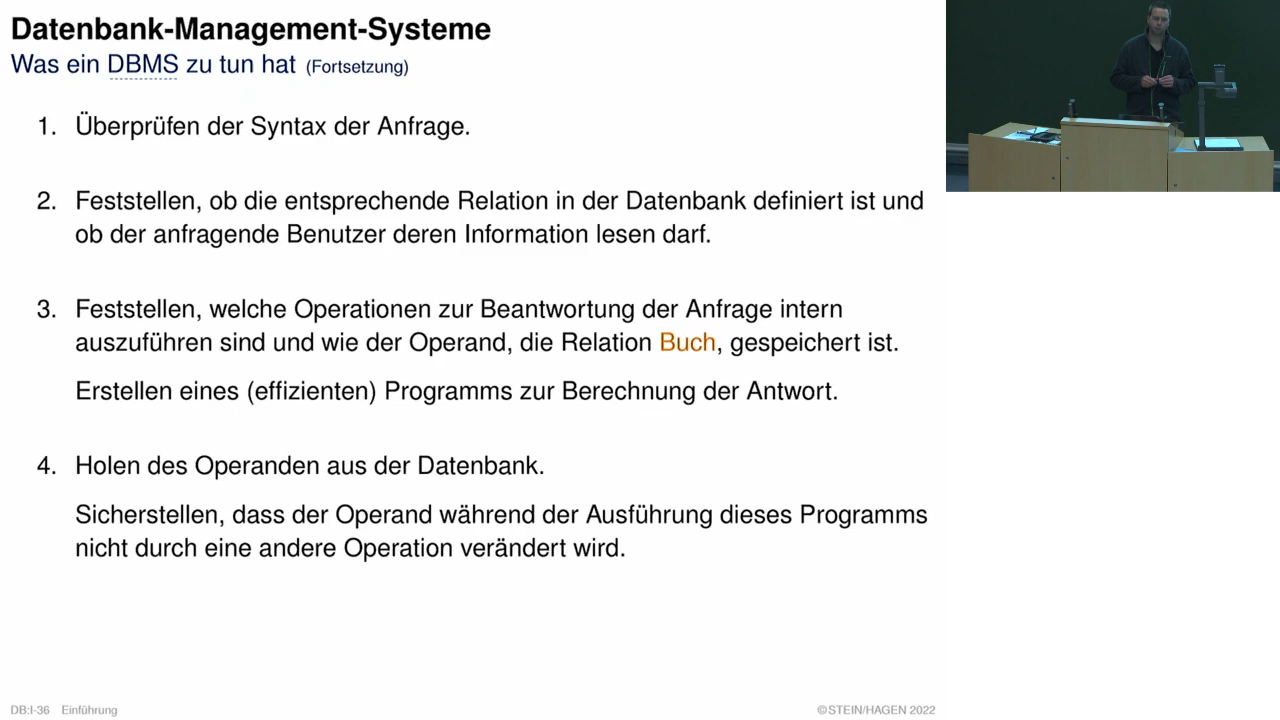 Datenbank-Management-Systeme
Was ein DBMS zu tun hat (Fortsetzung)
1. Überprüfen der Syntax der Anfrage.
2. Feststellen, ob die entsprechende Relation in der Datenbank definiert ist und
ob der anfragende Benutzer deren Information lesen darf.
3. Feststellen, welche Operationen zur Beantwortung der Anfrage intern
auszuführen sind und wie der Operand, die Relation Buch, gespeichert ist.
Erstellen eines (effizienten) Programms zur Berechnung der Antwort.
4. Holen des Operanden aus der Datenbank.
Sicherstellen, dass der Operand während der Ausführung dieses Programms
nicht durch eine andere Operation verändert wird.
DB:I-36 Einführung
©STEIN/HAGEN 2022